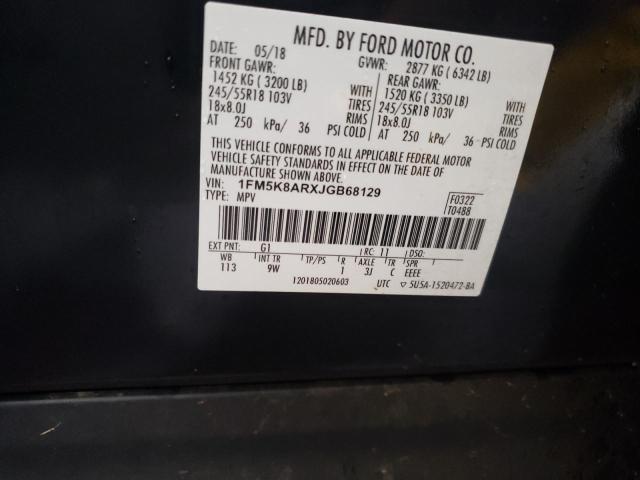 MFD. BY FORD MOTOR CO.
DATE: 05/18 GVWR: 2877 KG (6342 LB)
FRONT GAWR: REAR GAWR:
1452 KG (3200 LB) WITH 1520 KG (3350 LB) WITH
245/55R18 103V TIRES 245/55R18 103V TIRES
18x8.0J RIMS 18x8.0J RIMS
AT 250 kPa/ 36 PSI COLD AT 250 kPa/ 36 PSI COLD
THIS VEHICLE CONFORMS TO ALL APPLICABLE FEDERAL MOTOR
VEHICLE SAFETY STANDARDS IN EFFECT ON THE DATE OF
MANUFACTURE SHOWN ABOVE.
VIN: 1FM5K8ARXJGB68129 F0322
TYPE: MPV T0488
EXT PNT: G1 RC: 11 DSO:
WB INT TR TP/PS R AXLE TR SPR
113 9W 1 3J C EEEE
1201805020603 UTC ▽ 5U5A-1520472-BA